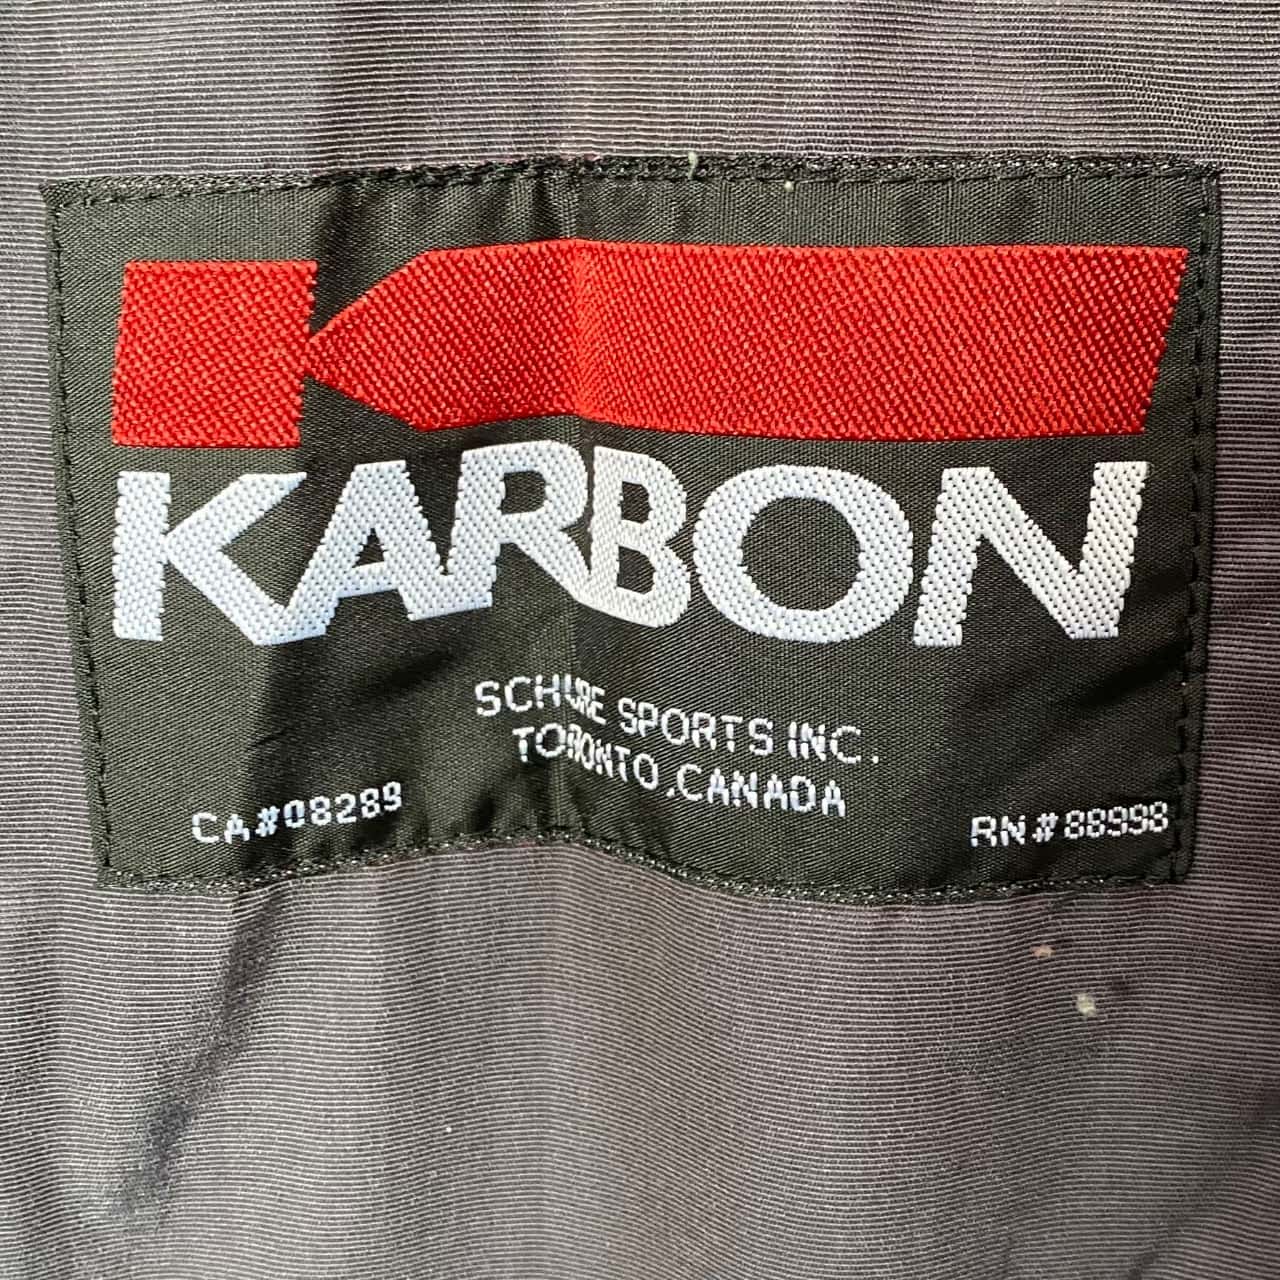 KARBON
SCHURE SPORTS INC.
TORONTO, CANADA
CA#08289
RN#88998